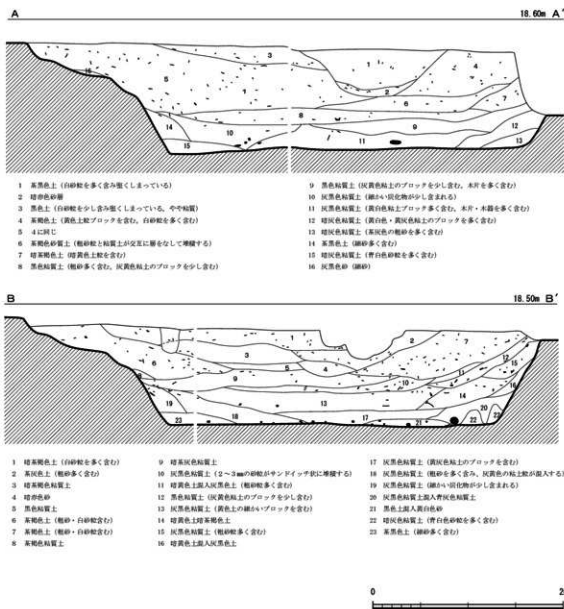 A 18.60m A'
1 茶黒色土(白砂粒を多く含み粗くしまっている)
2 暗赤色砂層
3 黒色土(白砂粒を少し含み粗くしまっている、やや粘質)
4 茶褐色土(黄色土粒ブロックを含む、白砂粒を多く含む)
5 4に同じ
6 茶褐色砂質土(粗砂粒と粘質土が交互に層をなして堆積する)
7 暗茶褐色土(暗黄色土粒を含む)
8 黒色粘質土(粗砂多く含む、灰黄色粘土のブロックを少し含む)
9 黒色粘質土(灰黄色粘土のブロックを少し含む、木片を多く含む)
10 灰黒色粘質土(細かい炭化物が少し含まれる)
11 灰黒色粘質土(黄白色粘土ブロック多く含む、木片・木器を多く含む)
12 暗灰色粘質土(黄白色・黄灰色粘土のブロックを多く含む)
13 暗灰色粘質土(茶灰色の粗砂を多く含む)
14 茶黒色土(細砂多く含む)
15 暗灰色粘質土(青白色砂粒を多く含む)
16 灰黒色砂(細砂)
B 18.50m B'
1 暗茶褐色土(白砂粒を多く含む)
2 茶灰色土(粗砂多く含む)
3 暗茶褐色粘質土
4 暗赤色砂
5 黒色粘質土
6 茶褐色土(粗砂・白砂粒含む)
7 茶褐色土(粗砂・白砂粒含む)
8 茶褐色粘質土
9 暗茶灰色粘質土
10 灰黒色粘質土(2〜3㎜の砂粒がサンドイッチ状に堆積する)
11 暗黄色土混入灰黒色土(粗砂粒多く含む)
12 黒色粘質土(灰黄色粘土のブロックを少し含む)
13 灰黒色粘質土(黄色土の細かいブロックを含む)
14 暗黄色土暗茶褐色土
15 灰黒色粘質土(粗砂粒多く含む)
16 暗黄色土混入灰黒色土
17 灰黒色粘質土(黄灰色粘土のブロックを含む)
18 灰黒色粘質土(粗砂を多く含み、灰黄色の粘土粒が混入する)
19 灰黒色粘質土(細かい炭化物が少し含まれる)
20 灰黒色粘質土混入青灰色粘質土
21 黒色土混入黄白色砂
22 暗灰色粘質土(青白色砂粒を多く含む)
23 茶黒色土(細砂多く含む)
0